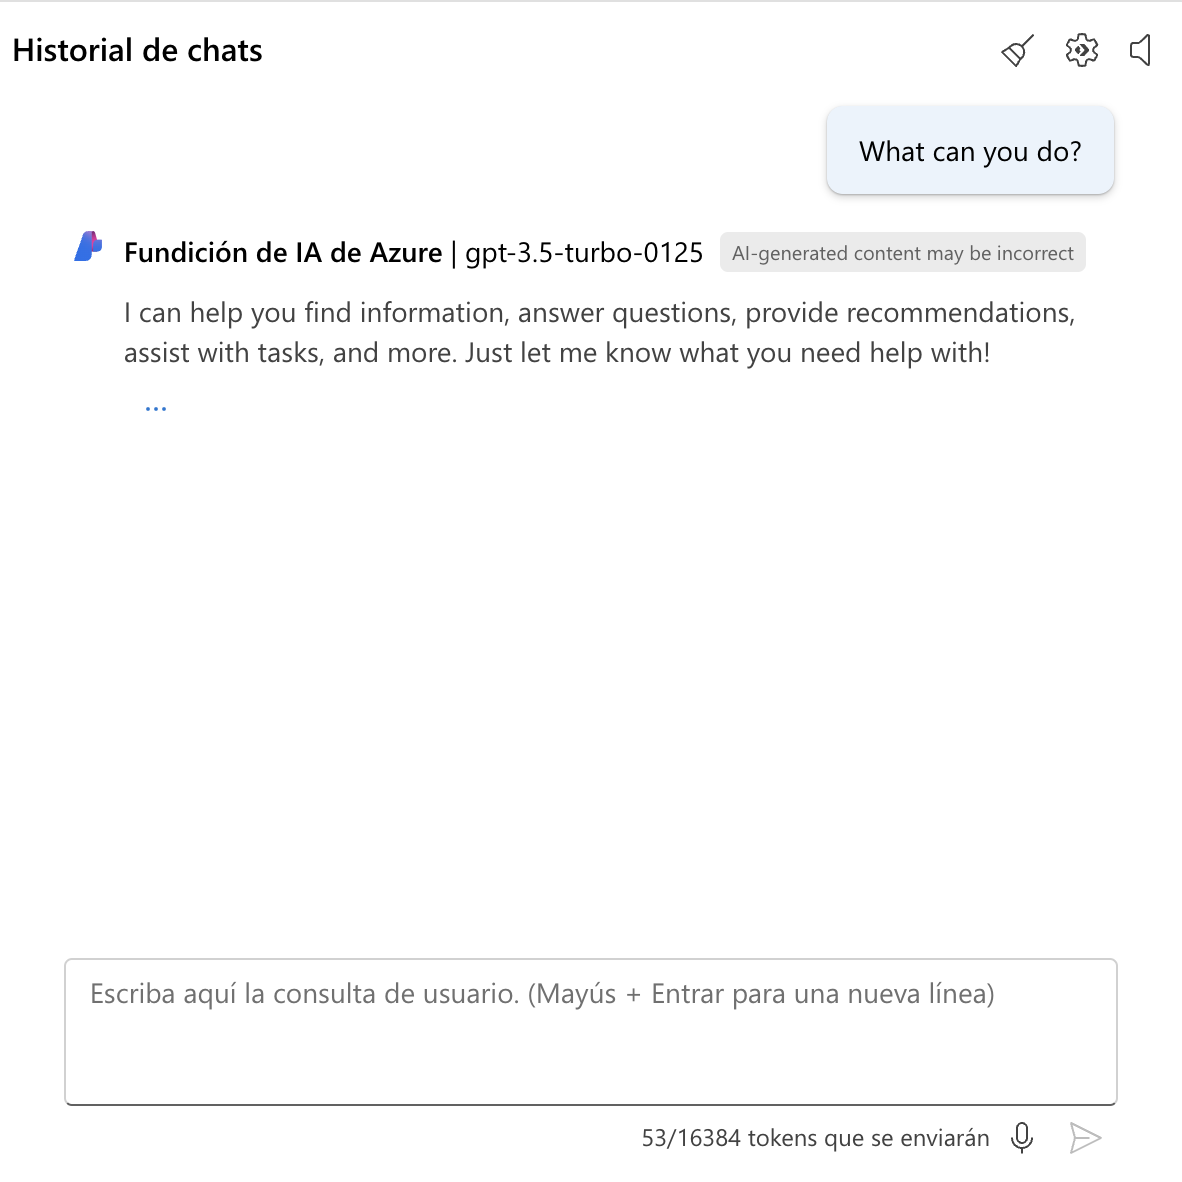 Historial de chats
What can you do?
Fundición de IA de Azure | gpt-3.5-turbo-0125 AI-generated content may be incorrect
I can help you find information, answer questions, provide recommendations,
assist with tasks, and more. Just let me know what you need help with!
...
Escriba aquí la consulta de usuario. (Mayús + Entrar para una nueva línea)
53/16384 tokens que se enviarán